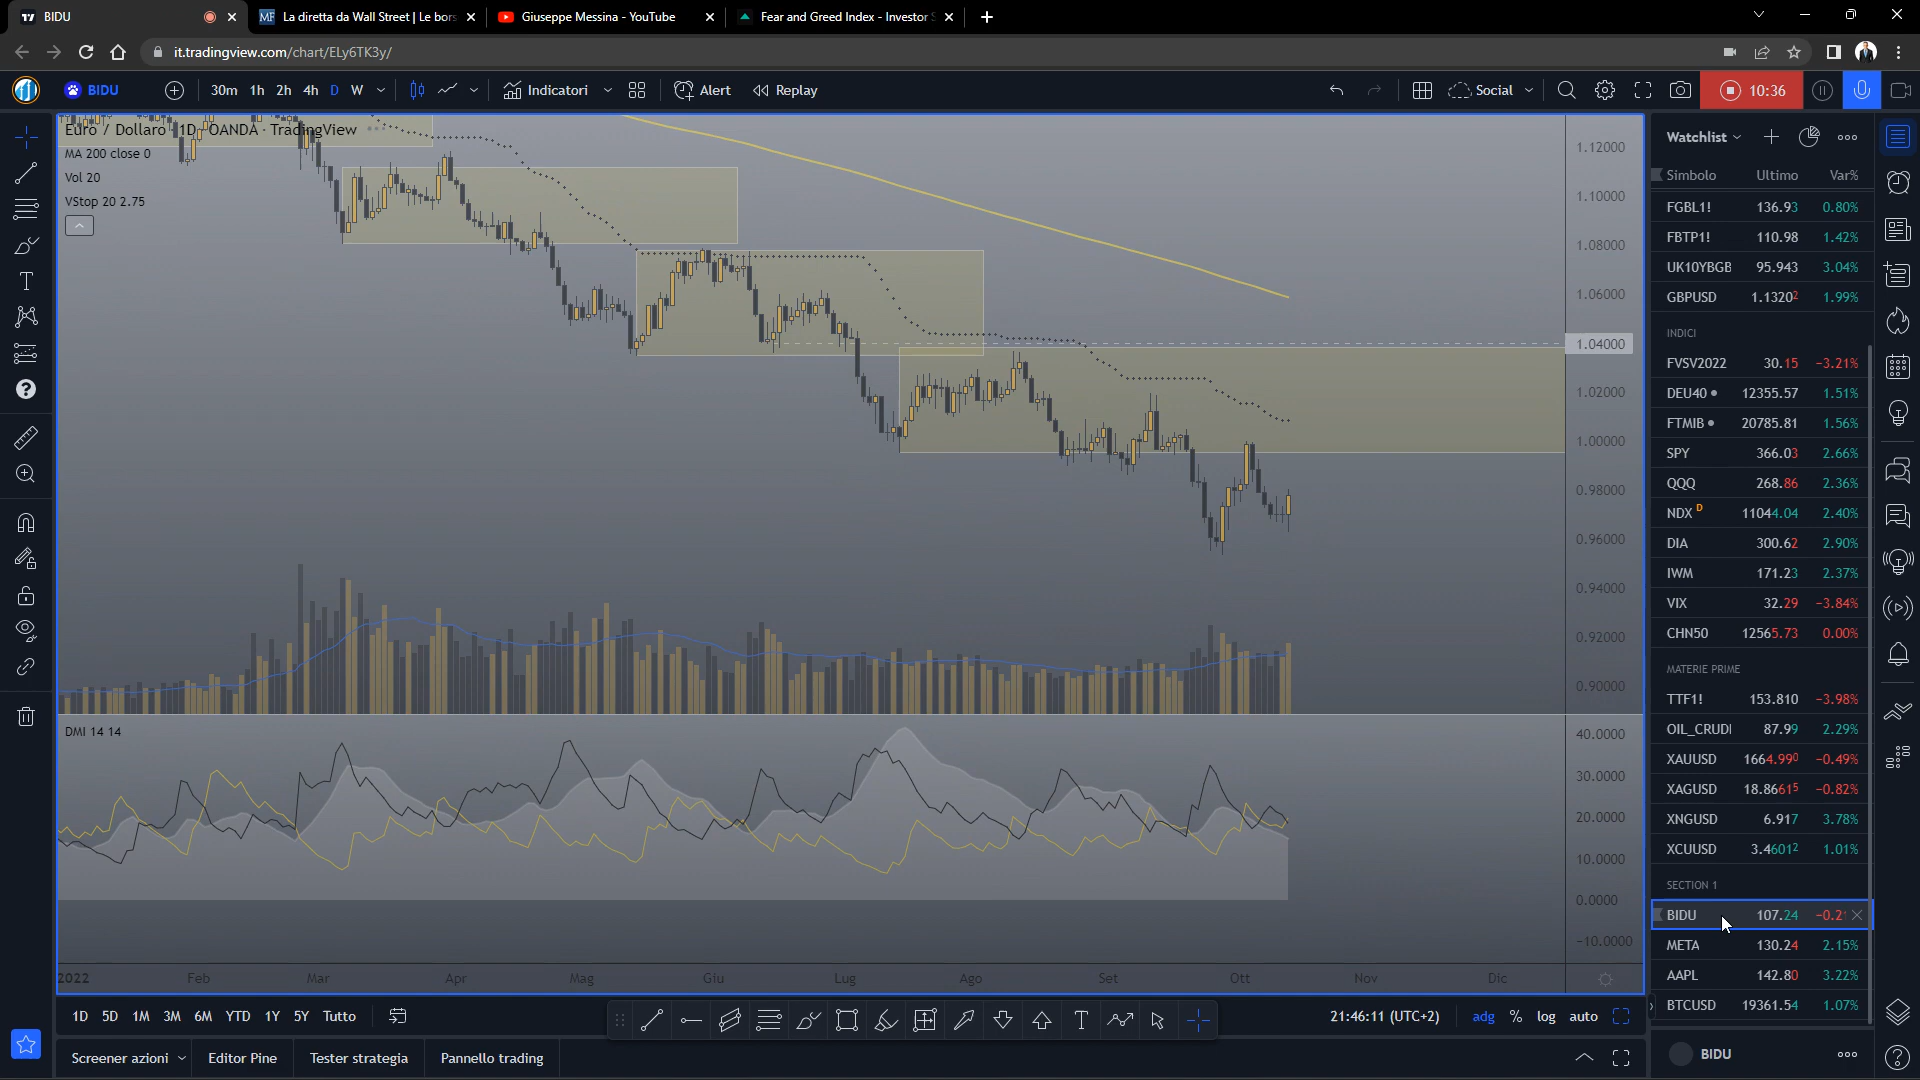 BIDU
La diretta da Wall Street | Le bors
Giuseppe Messina - YouTube
Fear and Greed Index - Investor S
it.tradingview.com/chart/ELy6TK3y/
BIDU
30m 1h 2h 4h D W
Indicatori
Alert
Replay
Social
10:36
Euro / Dollaro 1D OANDA · TradingView
MA 200 close 0
Vol 20
VStop 20 2.75
1.12000
1.10000
1.08000
1.06000
1.04000
1.02000
1.00000
0.98000
0.96000
0.94000
0.92000
0.90000
DMI 14 14
40.0000
30.0000
20.0000
10.0000
0.0000
-10.0000
2022 Feb Mar Apr Mag Giu Lug Ago Set Ott Nov Dic
1D 5D 1M 3M 6M YTD 1Y 5Y Tutto
21:46:11 (UTC+2)
adg % log auto
Screener azioni
Editor Pine
Tester strategia
Pannello trading
Watchlist
Simbolo Ultimo Var%
FGBL1! 136.93 0.80%
FBTP1! 110.98 1.42%
UK10YBGB 95.943 3.04%
GBPUSD 1.13202 1.99%
INDICI
FVSV2022 30.15 −3.21%
DEU40 12355.57 1.51%
FTMIB 20785.81 1.56%
SPY 366.03 2.66%
QQQ 268.86 2.36%
NDX D 11044.04 2.40%
DIA 300.62 2.90%
IWM 171.23 2.37%
VIX 32.29 −3.84%
CHN50 12565.73 0.00%
MATERIE PRIME
TTF1! 153.810 −3.98%
OIL_CRUDI 87.99 2.29%
XAUUSD 1664.990 −0.49%
XAGUSD 18.86615 −0.82%
XNGUSD 6.917 3.78%
XCUUSD 3.46012 1.01%
SECTION 1
BIDU 107.24 −0.21
META 130.24 2.15%
AAPL 142.80 3.22%
BTCUSD 19361.54 1.07%
BIDU